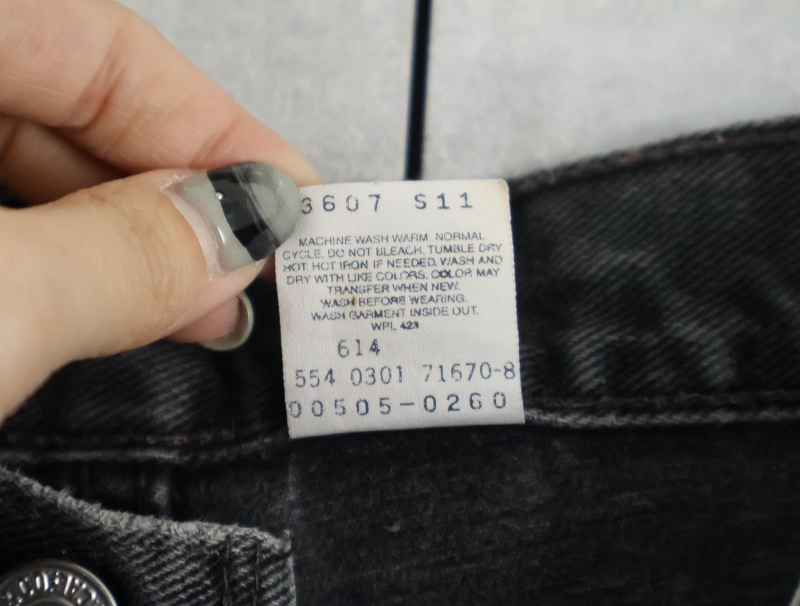 3607 S11
MACHINE WASH WARM. NORMAL
CYCLE. DO NOT BLEACH. TUMBLE DRY
HOT. HOT IRON IF NEEDED. WASH AND
DRY WITH LIKE COLORS. COLOR MAY
TRANSFER WHEN NEW.
WASH BEFORE WEARING.
WASH GARMENT INSIDE OUT.
WPL 423
614
554 0301 71670-8
00505-0260